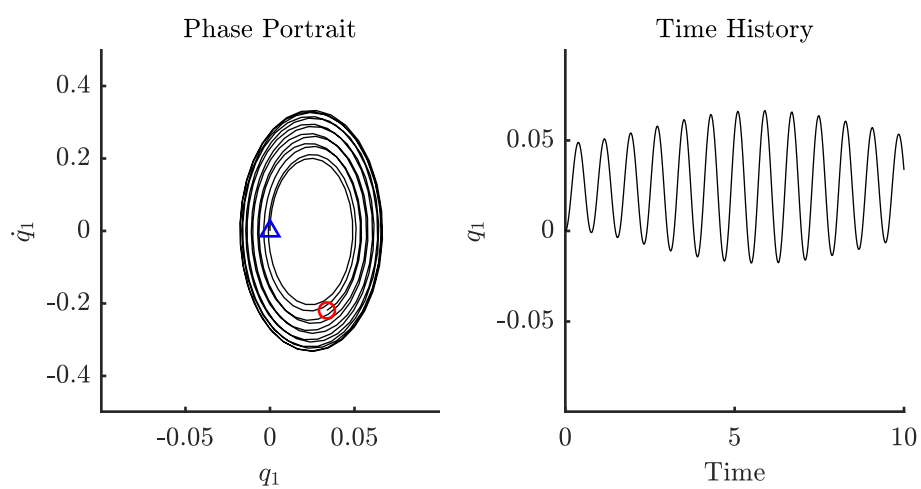 Phase Portrait
0.4
0.2
0
-0.2
-0.4
q̇₁
-0.05 0 0.05
q₁
Time History
0.05
0
-0.05
q₁
0 5 10
Time